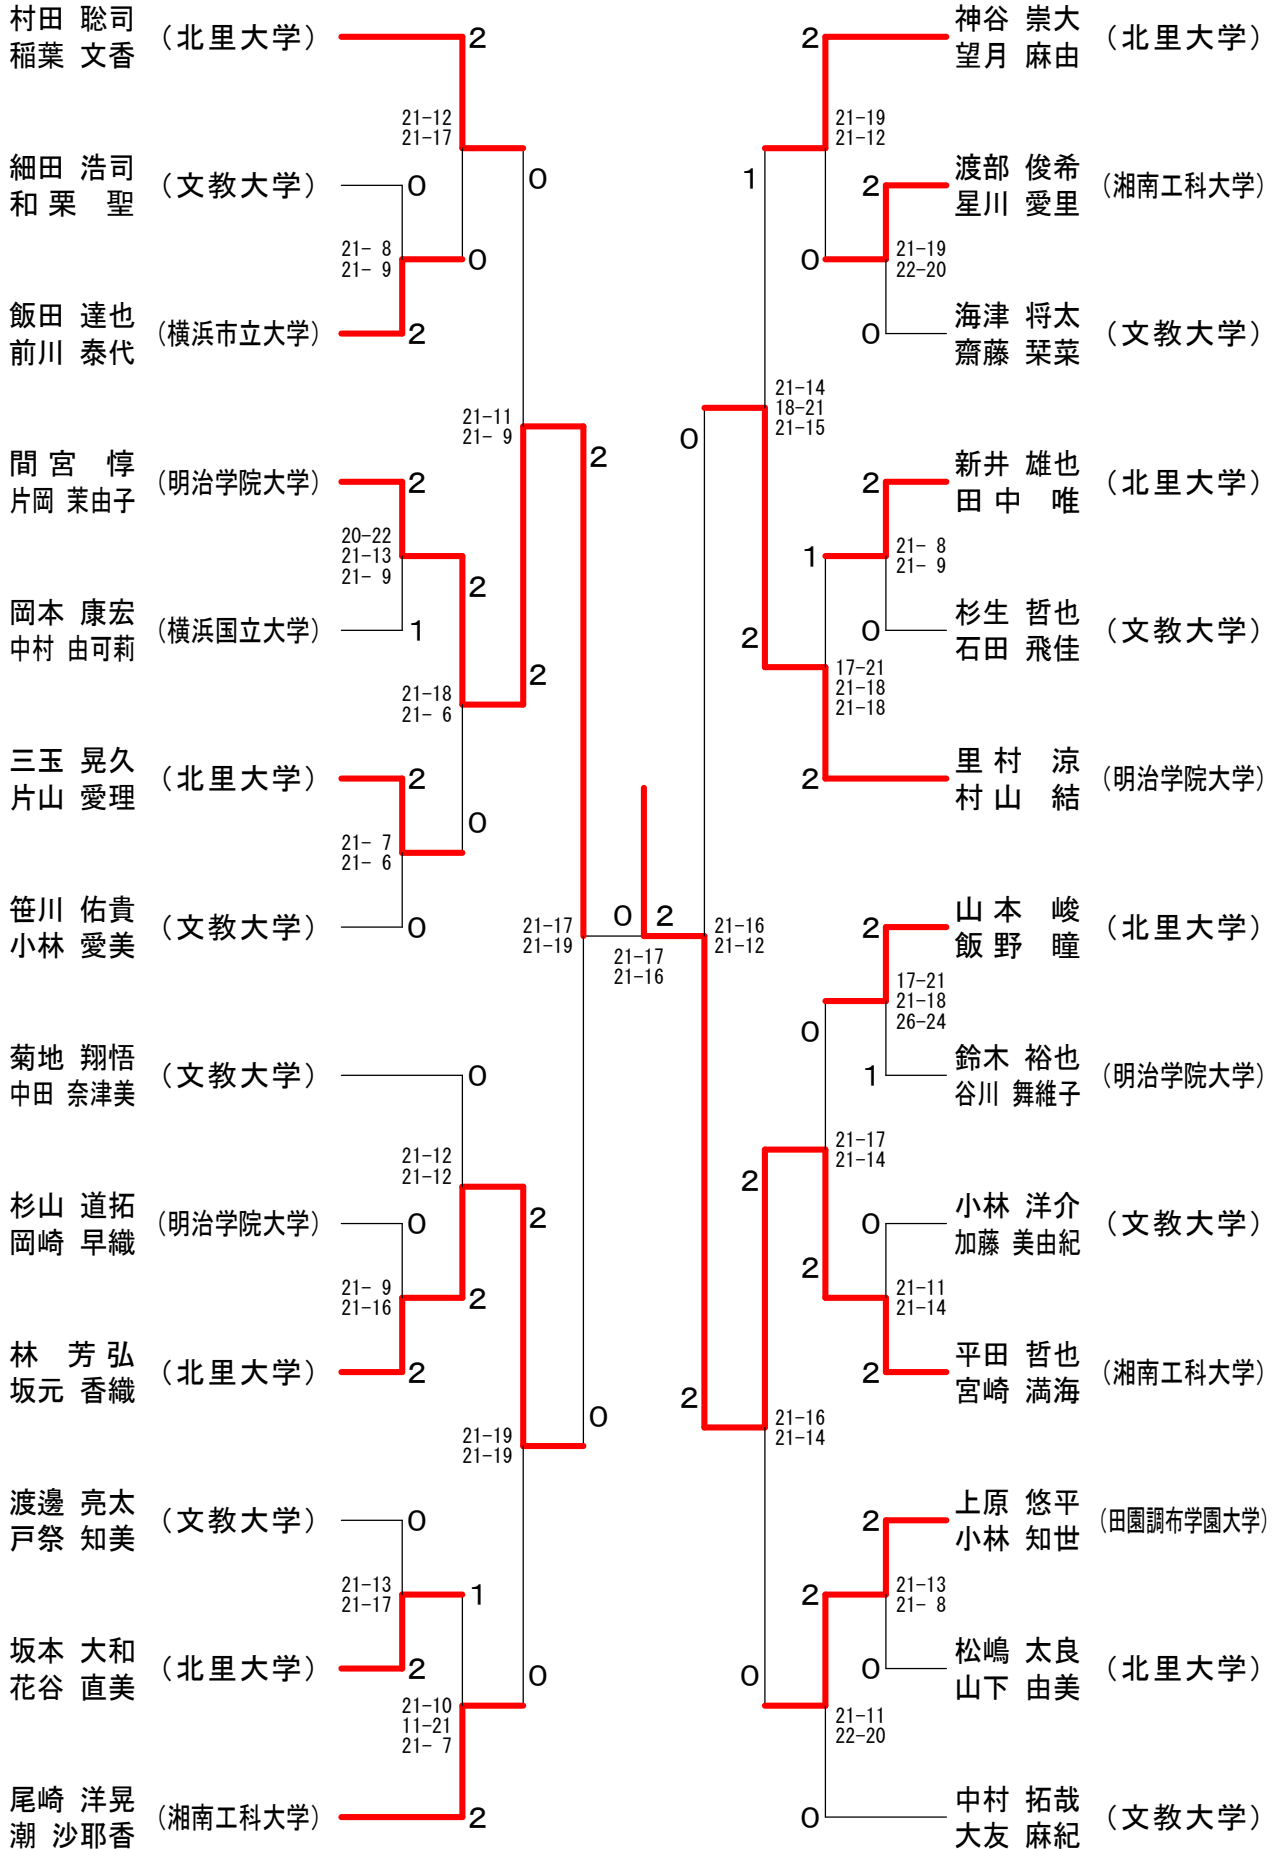 村田 聡司
稲葉 文香
（北里大学）
2
21-12
21-17
細田 浩司
和栗 聖
（文教大学）
0
0
21- 8
21- 9
0
飯田 達也
前川 泰代
（横浜市立大学）
2
21-11
21- 9
2
間宮 惇
片岡 茉由子
（明治学院大学）
2
20-22
21-13
21- 9
2
岡本 康宏
中村 由可莉
（横浜国立大学）
1
2
21-18
21- 6
三玉 晃久
片山 愛理
（北里大学）
2
0
21- 7
21- 6
笹川 佑貴
小林 愛美
（文教大学）
0
21-17
21-19
0
2
21-17
21-16
菊地 翔悟
中田 奈津美
（文教大学）
0
21-12
21-12
杉山 道拓
岡崎 早織
（明治学院大学）
0
2
21- 9
21-16
2
林 芳弘
坂元 香織
（北里大学）
2
0
21-19
21-19
渡邊 亮太
戸祭 知美
（文教大学）
0
21-13
21-17
1
坂本 大和
花谷 直美
（北里大学）
2
0
21-10
11-21
21- 7
尾崎 洋晃
潮 沙耶香
（湘南工科大学）
2
2
神谷 崇大
望月 麻由
（北里大学）
21-19
21-12
1
2
渡部 俊希
星川 愛里
（湘南工科大学）
0
21-19
22-20
0
海津 将太
齋藤 栞菜
（文教大学）
21-14
18-21
21-15
0
2
新井 雄也
田中 唯
（北里大学）
1
21- 8
21- 9
0
杉生 哲也
石田 飛佳
（文教大学）
2
17-21
21-18
21-18
2
里村 涼
村山 結
（明治学院大学）
21-16
21-12
2
山本 峻
飯野 瞳
（北里大学）
17-21
21-18
26-24
0
1
鈴木 裕也
谷川 舞維子
（明治学院大学）
21-17
21-14
2
0
小林 洋介
加藤 美由紀
（文教大学）
2
21-11
21-14
2
平田 哲也
宮崎 満海
（湘南工科大学）
2
21-16
21-14
2
上原 悠平
小林 知世
（田園調布学園大学）
2
21-13
21- 8
0
0
松嶋 太良
山下 由美
（北里大学）
21-11
22-20
0
中村 拓哉
大友 麻紀
（文教大学）